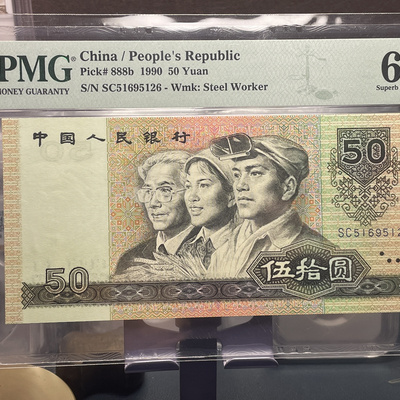 PMG
MONEY GUARANTY
China / People's Republic
Pick# 888b 1990 50 Yuan
S/N SC51695126 - Wmk: Steel Worker
6
Superb
中国人民银行
50
SC5169512
50
伍拾圆